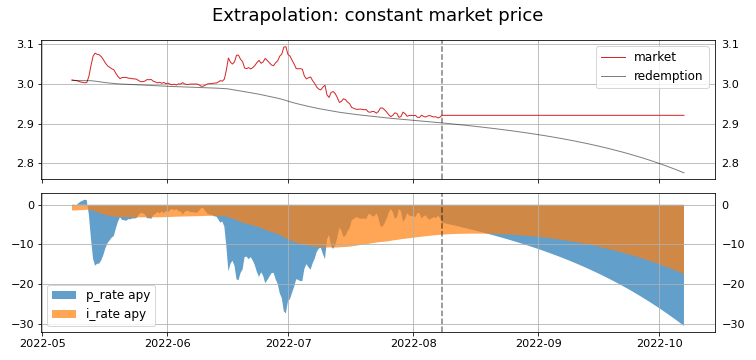 Extrapolation: constant market price
3.1 3.1
3.0 3.0
2.9 2.9
2.8 2.8
market
redemption
0 0
−10 −10
−20 −20
−30 −30
p_rate apy
i_rate apy
2022-05 2022-06 2022-07 2022-08 2022-09 2022-10